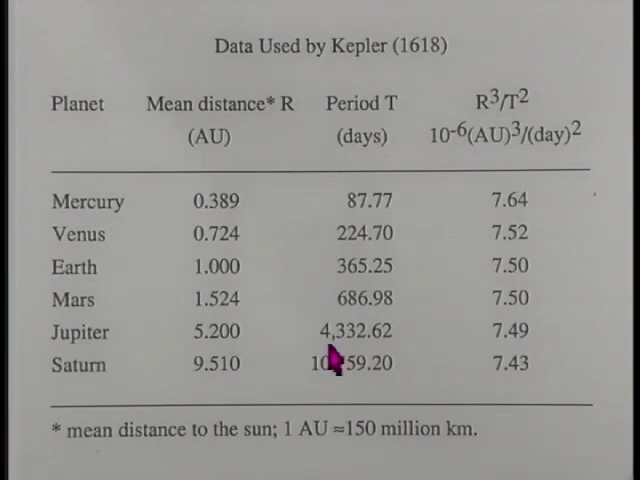 Data Used by Kepler (1618)
Planet Mean distance* R Period T R3/T2
(AU) (days) 10-6(AU)3/(day)2
Mercury 0.389 87.77 7.64
Venus 0.724 224.70 7.52
Earth 1.000 365.25 7.50
Mars 1.524 686.98 7.50
Jupiter 5.200 4,332.62 7.49
Saturn 9.510 7.43
* mean distance to the sun; 1 AU ≈150 million km.